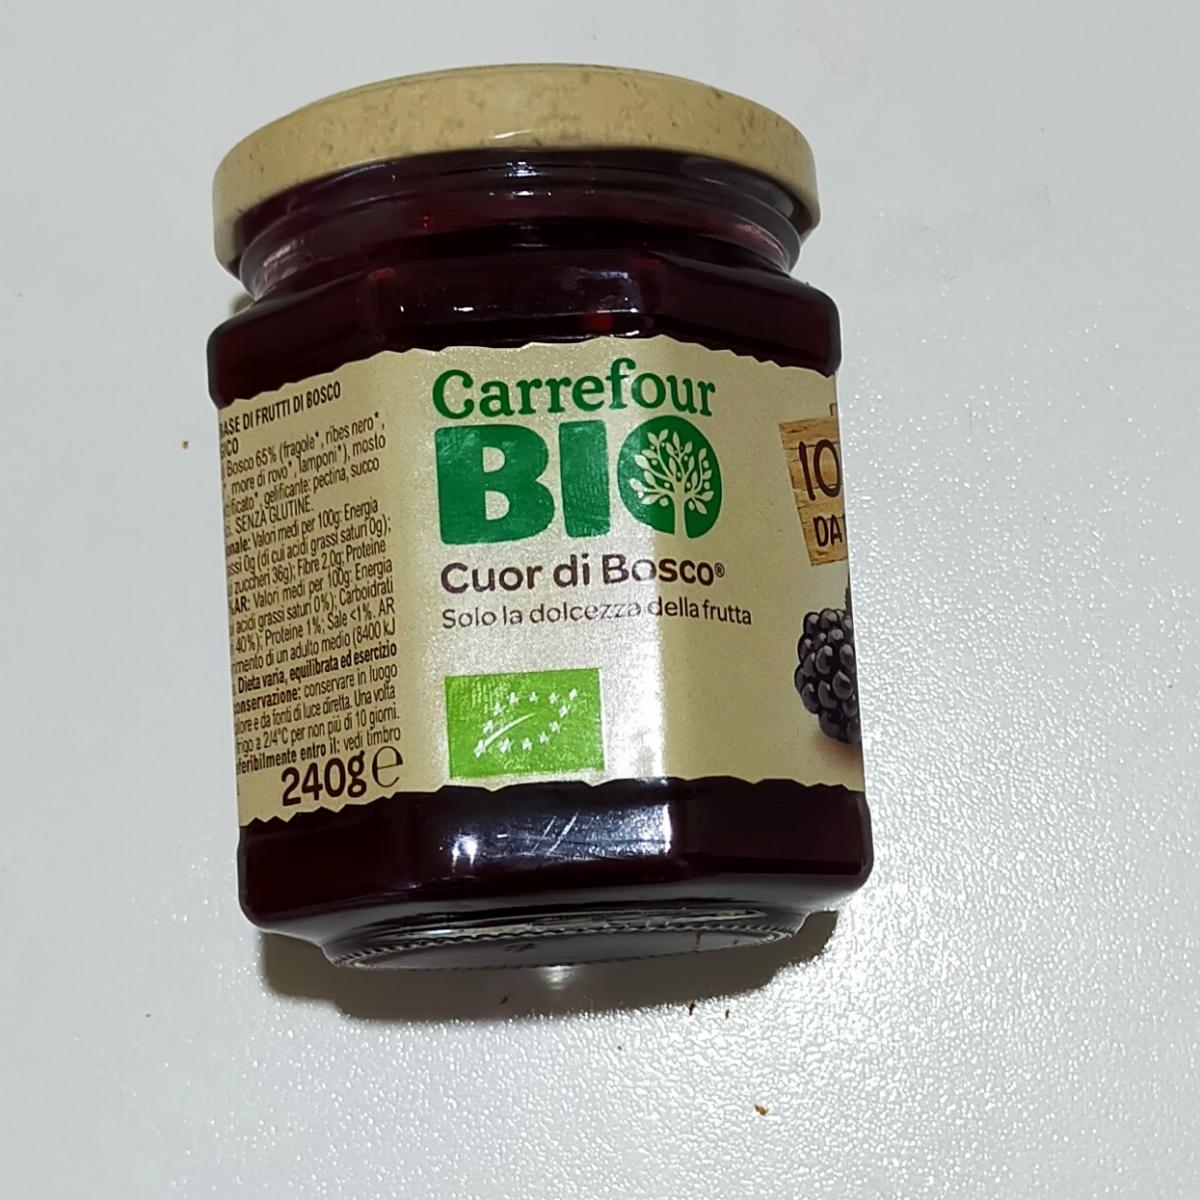 BASE DI FRUTTI DI BOSCO
Bosco 65% (fragole*, ribes nero*,
more di rovo*, lamponi*), mosto
gelificante: pectina, succo
SENZA GLUTINE.
Valori medi per 100g: Energia
0g (di cui acidi grassi saturi 0g);
zuccheri 36g); Fibre 2,0g; Proteine
AR: Valori medi per 100g: Energia
acidi grassi saturi 0%); Carboidrati
40%); Proteine 1%; Sale <1%. AR
di un adulto medio (8400 kJ
Dieta varia, equilibrata ed esercizio
conservare in luogo
e da fonti di luce diretta. Una volta
frigo a 2/4°C per non più di 10 giorni.
entro il: vedi timbro
240g ℮
Carrefour
BIO
Cuor di Bosco®
Solo la dolcezza della frutta
10
DA